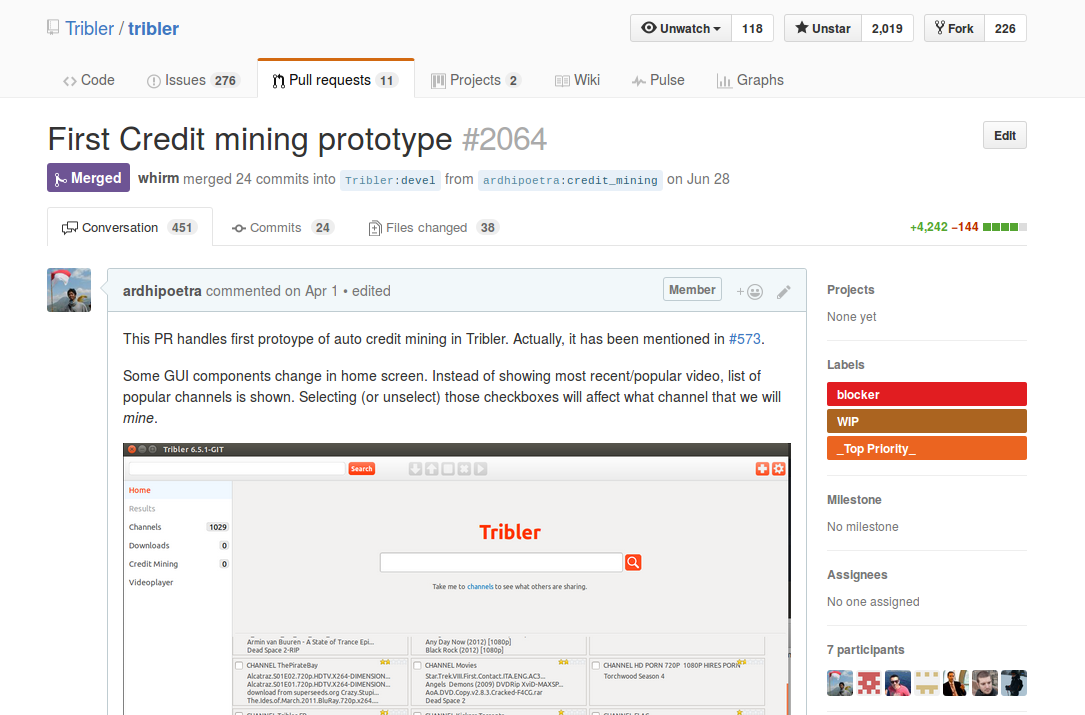 Tribler / tribler
Unwatch 118
Unstar 2,019
Fork 226
Code
Issues 276
Pull requests 11
Projects 2
Wiki
Pulse
Graphs
First Credit mining prototype #2064
Edit
Merged
whirm merged 24 commits into Tribler:devel from ardhipoetra:credit_mining on Jun 28
Conversation 451
Commits 24
Files changed 38
+4,242 −144
ardhipoetra commented on Apr 1 • edited
Member
This PR handles first protoype of auto credit mining in Tribler. Actually, it has been mentioned in #573.
Some GUI components change in home screen. Instead of showing most recent/popular video, list of
popular channels is shown. Selecting (or unselect) those checkboxes will affect what channel that we will
mine.
Tribler 6.5.1-GIT
Search
Home
Results
Channels 1029
Downloads 0
Credit Mining 0
Videoplayer
Tribler
Take me to channels to see what others are sharing.
Armin van Buuren - A State of Trance Epi...
Dead Space 2-RIP
Any Day Now (2012) [1080p]
Black Rock (2012) [1080p]
CHANNEL ThePirateBay
Alcatraz.S01E02.720p.HDTV.X264-DIMENSION...
Alcatraz.S01E01.720p.HDTV.X264-DIMENSION...
download from superseeds.org Crazy.Stupi...
The.Ides.of.March.2011.BluRay.720p.x264...
CHANNEL Movies
Star.Trek.VIII.First.Contact.ITA.ENG.AC3...
Angels Demons (2009) DVDRip XviD-MAXSP...
AoA.DVD.Copy.v2.8.3.Cracked-F4CG.rar
Dead Space 2
CHANNEL HD PORN 720P 1080P HIRES PORN
Torchwood Season 4
Projects
None yet
Labels
blocker
WIP
_Top Priority_
Milestone
No milestone
Assignees
No one assigned
7 participants